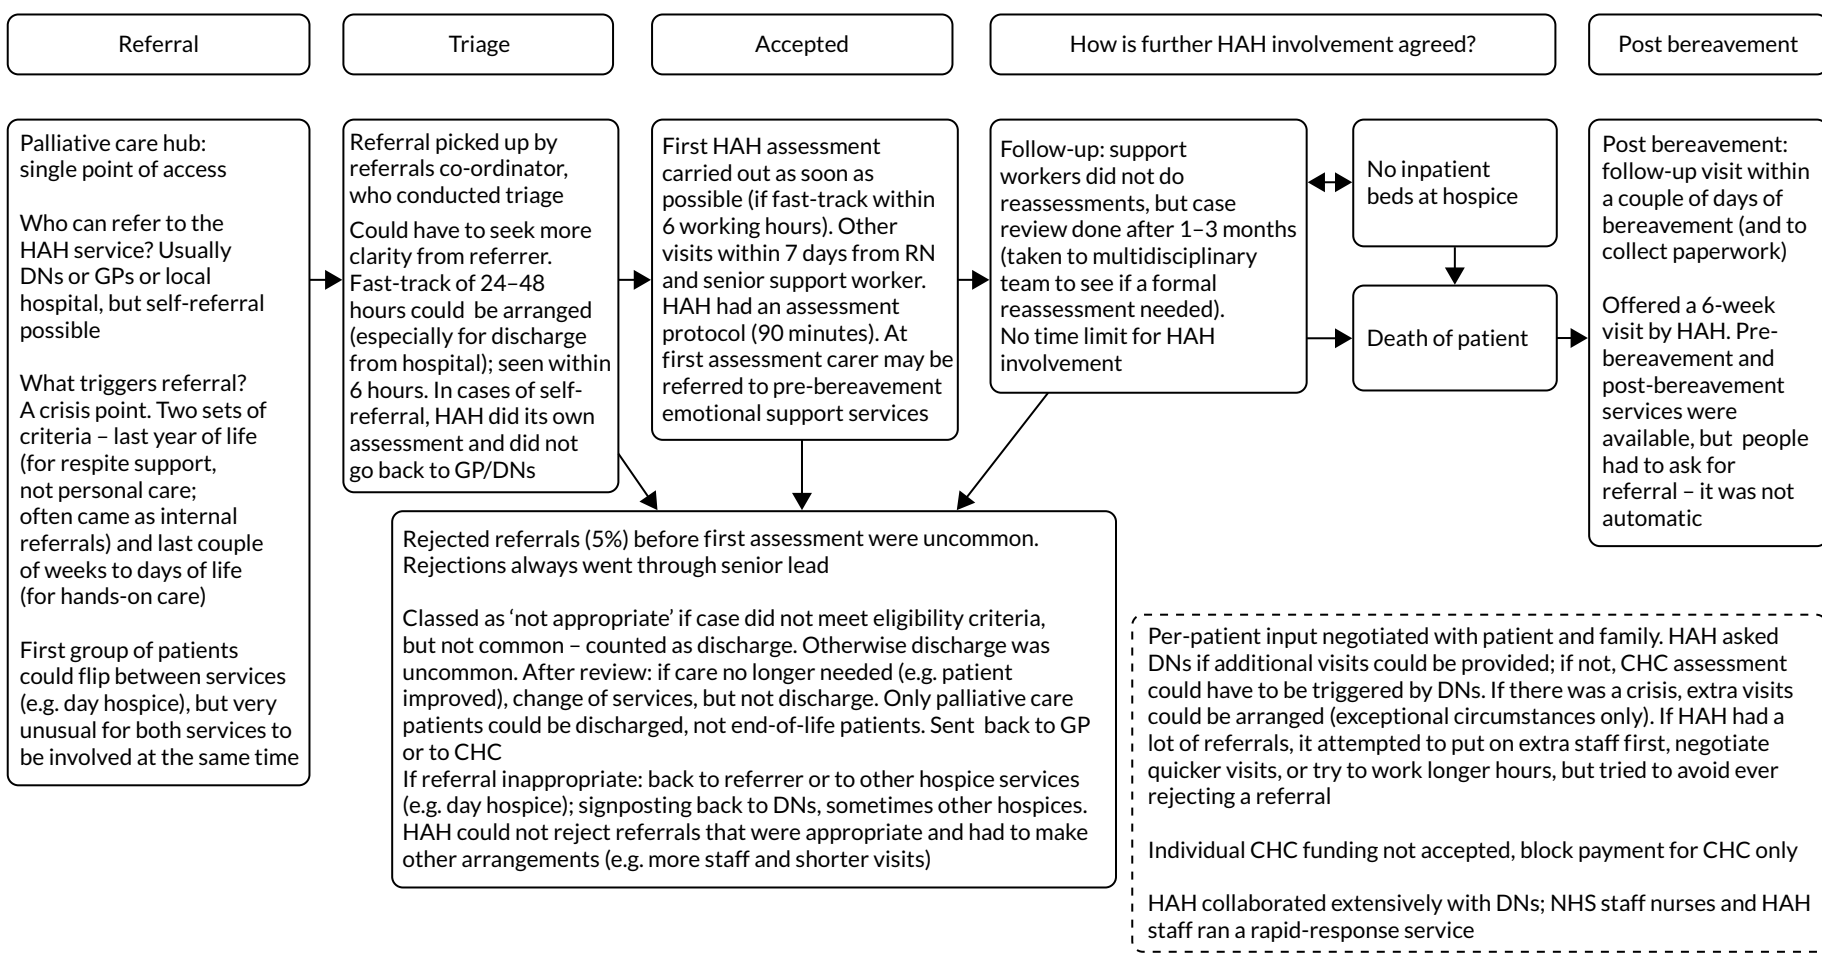 Referral
Triage
Accepted
How is further HAH involvement agreed?
Post bereavement
Palliative care hub:
single point of access
Who can refer to the
HAH service? Usually
DNs or GPs or local
hospital, but self-referral
possible
What triggers referral?
A crisis point. Two sets of
criteria – last year of life
(for respite support,
not personal care;
often came as internal
referrals) and last couple
of weeks to days of life
(for hands-on care)
First group of patients
could flip between services
(e.g. day hospice), but very
unusual for both services to
be involved at the same time
Referral picked up by
referrals co-ordinator,
who conducted triage
Could have to seek more
clarity from referrer.
Fast-track of 24–48
hours could be arranged
(especially for discharge
from hospital); seen within
6 hours. In cases of self-
referral, HAH did its own
assessment and did not
go back to GP/DNs
First HAH assessment
carried out as soon as
possible (if fast-track within
6 working hours). Other
visits within 7 days from RN
and senior support worker.
HAH had an assessment
protocol (90 minutes). At
first assessment carer may be
referred to pre-bereavement
emotional support services
Follow-up: support
workers did not do
reassessments, but case
review done after 1–3 months
(taken to multidisciplinary
team to see if a formal
reassessment needed).
No time limit for HAH
involvement
No inpatient
beds at hospice
Death of patient
Post bereavement:
follow-up visit within
a couple of days of
bereavement (and to
collect paperwork)
Offered a 6-week
visit by HAH. Pre-
bereavement and
post-bereavement
services were
available, but people
had to ask for
referral – it was not
automatic
Rejected referrals (5%) before first assessment were uncommon.
Rejections always went through senior lead
Classed as ‘not appropriate’ if case did not meet eligibility criteria,
but not common – counted as discharge. Otherwise discharge was
uncommon. After review: if care no longer needed (e.g. patient
improved), change of services, but not discharge. Only palliative care
patients could be discharged, not end-of-life patients. Sent back to GP
or to CHC
If referral inappropriate: back to referrer or to other hospice services
(e.g. day hospice); signposting back to DNs, sometimes other hospices.
HAH could not reject referrals that were appropriate and had to make
other arrangements (e.g. more staff and shorter visits)
Per-patient input negotiated with patient and family. HAH asked
DNs if additional visits could be provided; if not, CHC assessment
could have to be triggered by DNs. If there was a crisis, extra visits
could be arranged (exceptional circumstances only). If HAH had a
lot of referrals, it attempted to put on extra staff first, negotiate
quicker visits, or try to work longer hours, but tried to avoid ever
rejecting a referral
Individual CHC funding not accepted, block payment for CHC only
HAH collaborated extensively with DNs; NHS staff nurses and HAH
staff ran a rapid-response service